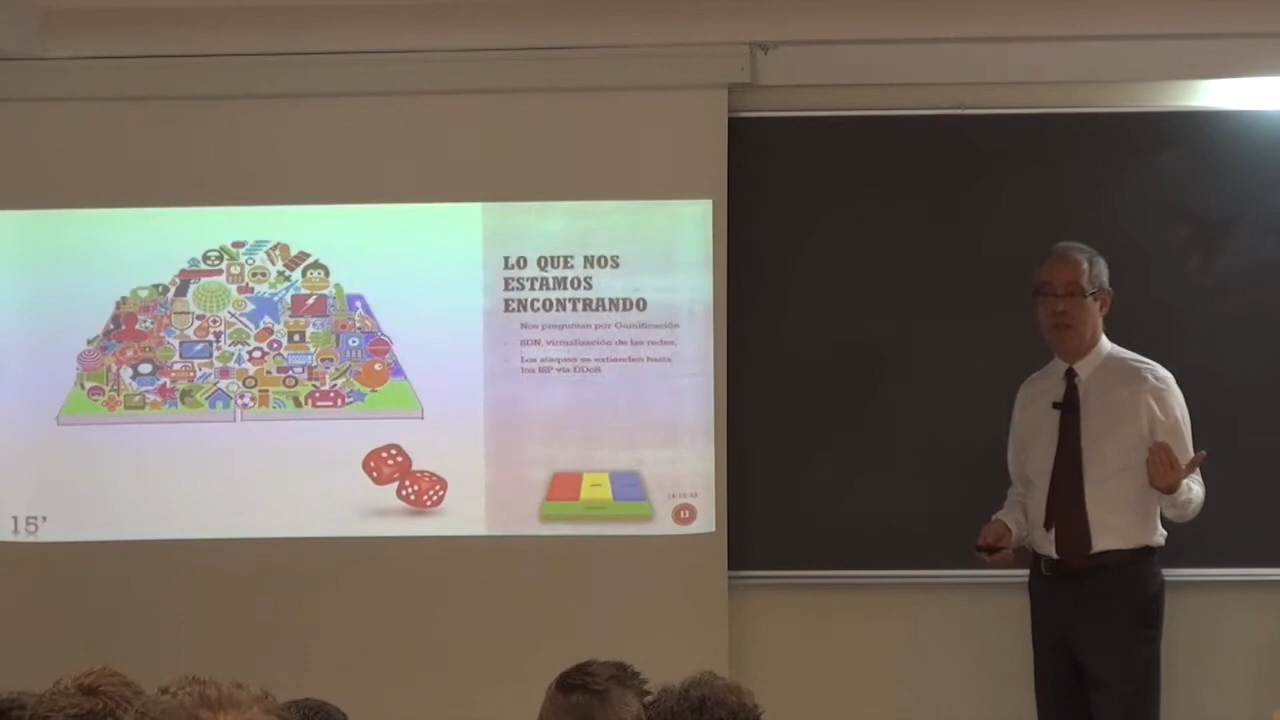 LO QUE NOS
ESTAMOS
ENCONTRANDO
Nos preguntan por Gamificación
SDN, virtualización de las redes,
Los ataques se extienden hasta
los ISP vía DDoS
15'
13